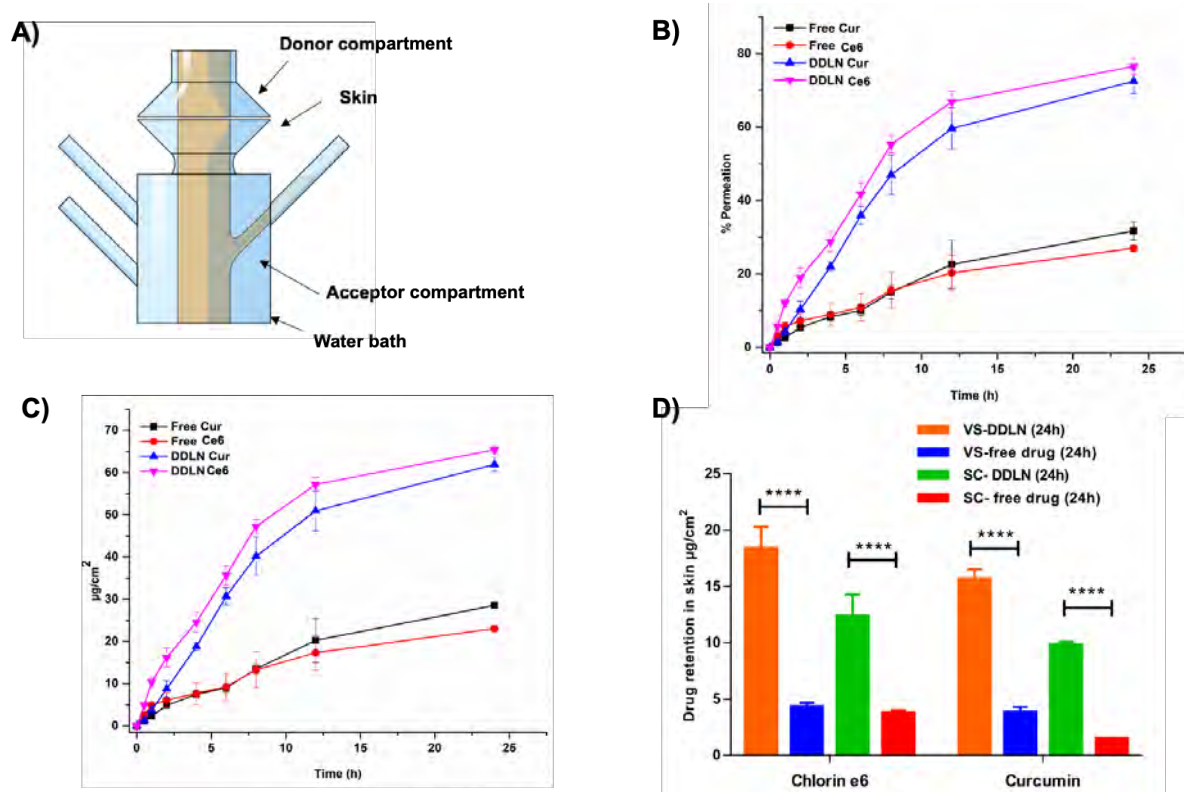 A)
Donor compartment
Skin
Acceptor compartment
Water bath
B)
Free Cur
Free Ce6
DDLN Cur
DDLN Ce6
% Permeation
80
60
40
20
0
0 5 10 15 20 25
Time (h)
C)
Free Cur
Free Ce6
DDLN Cur
DDLN Ce6
µg/cm²
70
60
50
40
30
20
10
0
0 5 10 15 20 25
Time (h)
D)
VS-DDLN (24h)
VS-free drug (24h)
SC- DDLN (24h)
SC- free drug (24h)
Drug retention in skin µg/cm²
25
20
15
10
5
0
****
****
****
****
Chlorin e6 Curcumin